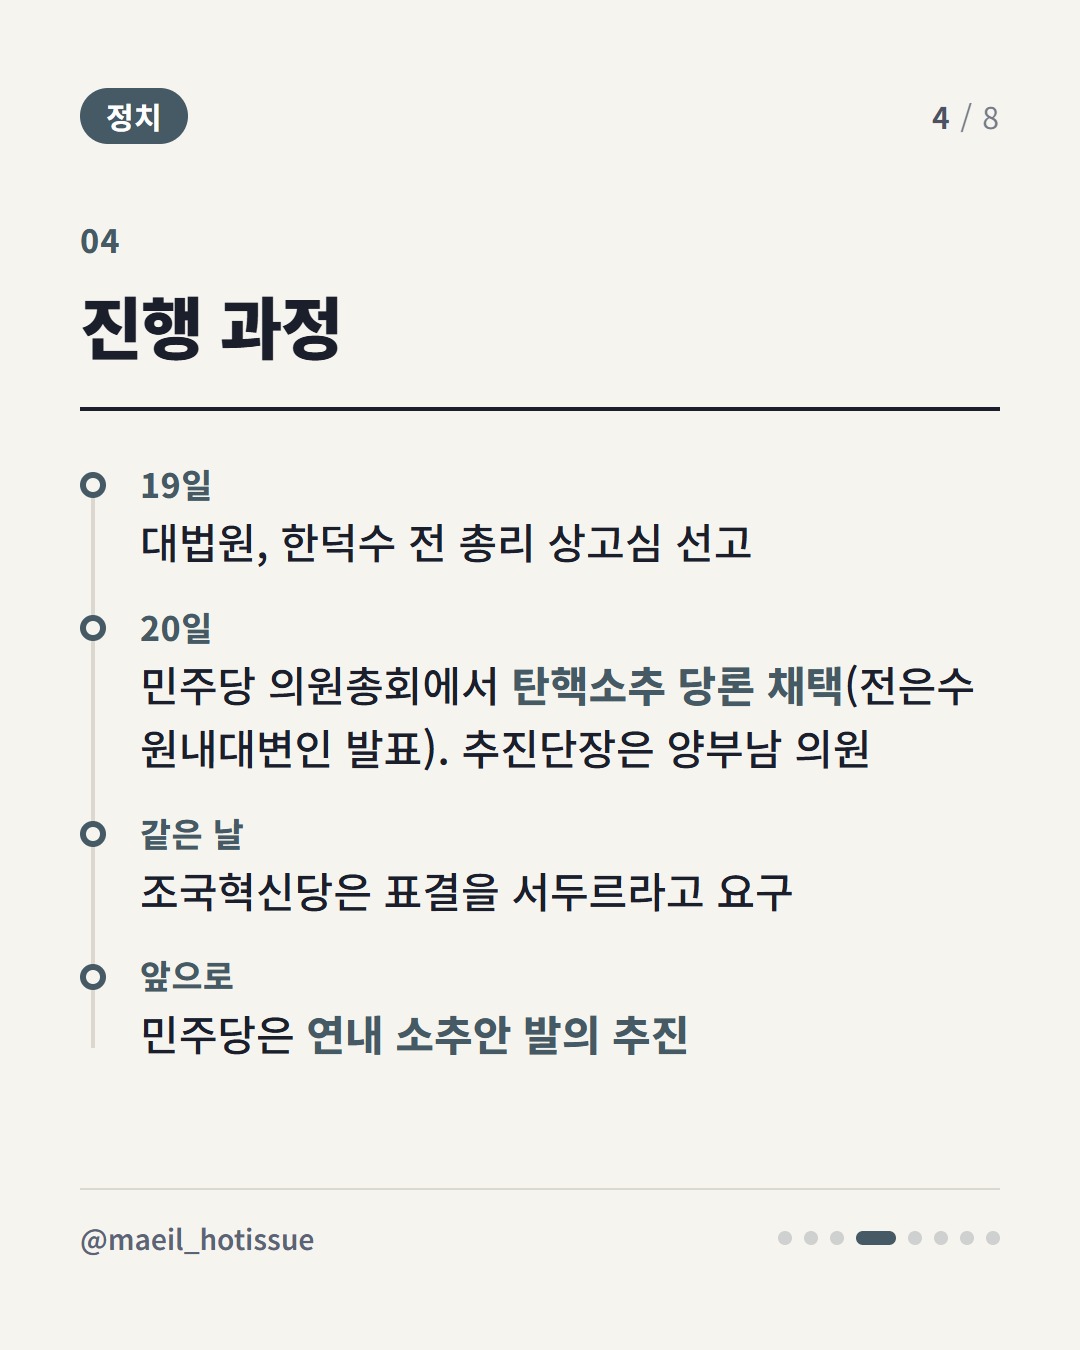 정치
4 / 8
04
진행 과정
19일
대법원, 한덕수 전 총리 상고심 선고
20일
민주당 의원총회에서 탄핵소추 당론 채택(전은수
원내대변인 발표). 추진단장은 양부남 의원
같은 날
조국혁신당은 표결을 서두르라고 요구
앞으로
민주당은 연내 소추안 발의 추진
@maeil_hotissue